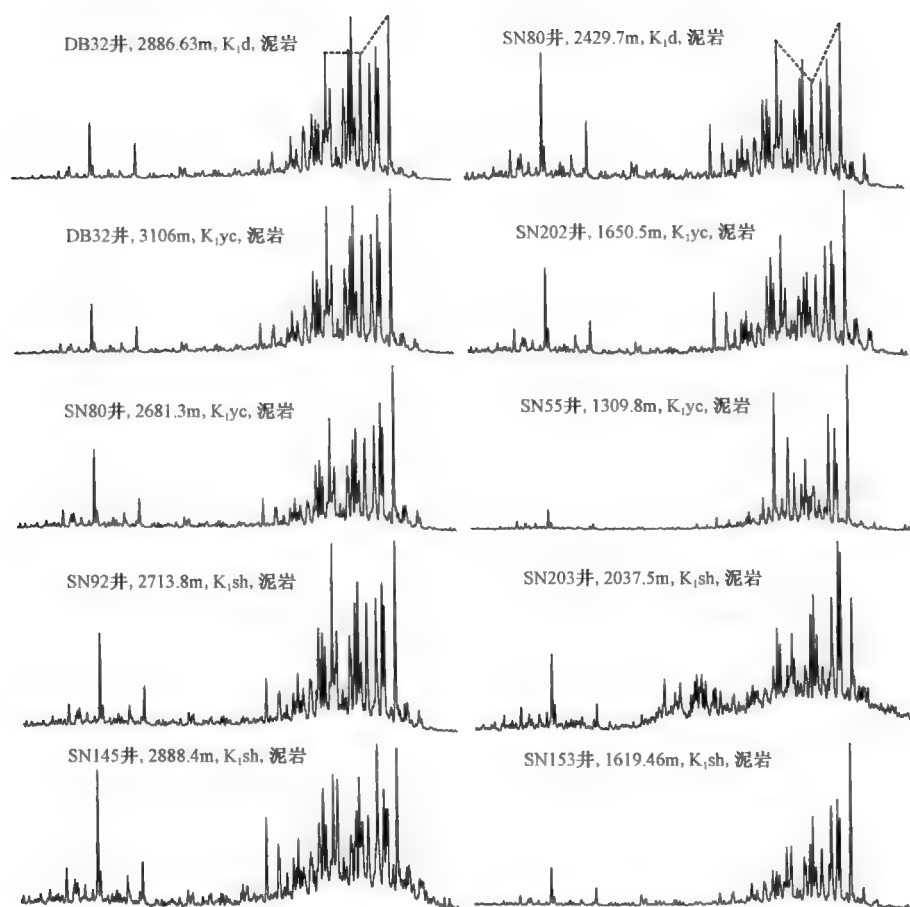 DB32井, 2886.63m, K₁d, 泥岩
SN80井, 2429.7m, K₁d, 泥岩
DB32井, 3106m, K₁yc, 泥岩
SN202井, 1650.5m, K₁yc, 泥岩
SN80井, 2681.3m, K₁yc, 泥岩
SN55井, 1309.8m, K₁yc, 泥岩
SN92井, 2713.8m, K₁sh, 泥岩
SN203井, 2037.5m, K₁sh, 泥岩
SN145井, 2888.4m, K₁sh, 泥岩
SN153井, 1619.46m, K₁sh, 泥岩